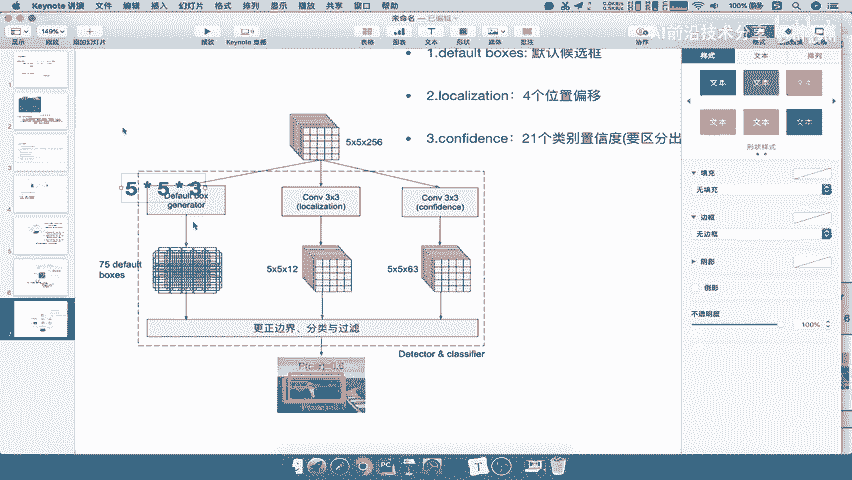 Keynote 讲演 文件 编辑 插入 幻灯片 格式 排列 显示 播放 共享 窗口 帮助
100%
未命名 — 已编辑
149%
显示 缩放 添加幻灯片 播放 Keynote 直播 表格 图表 文本 形状 媒体 批注 协作 格式
AI前沿技术分享
样式 文本 排列
1.default boxes: 默认候选框
2.localization：4个位置偏移
3.confidence：21个类别置信度(要区分出
5x5x256
5 * 5 * 3
Default box
generator
Conv 3x3
(localization)
Conv 3x3
(confidence)
75 default
boxes
5x5x12
5x5x63
更正边界、分类与过滤
Detector & classifier
文本 文本 文本
文本 文本 文本
形状样式
填充
无填充
边框
无边框
阴影
倒影
不透明度
100%
1
2
3
4
5
6
7